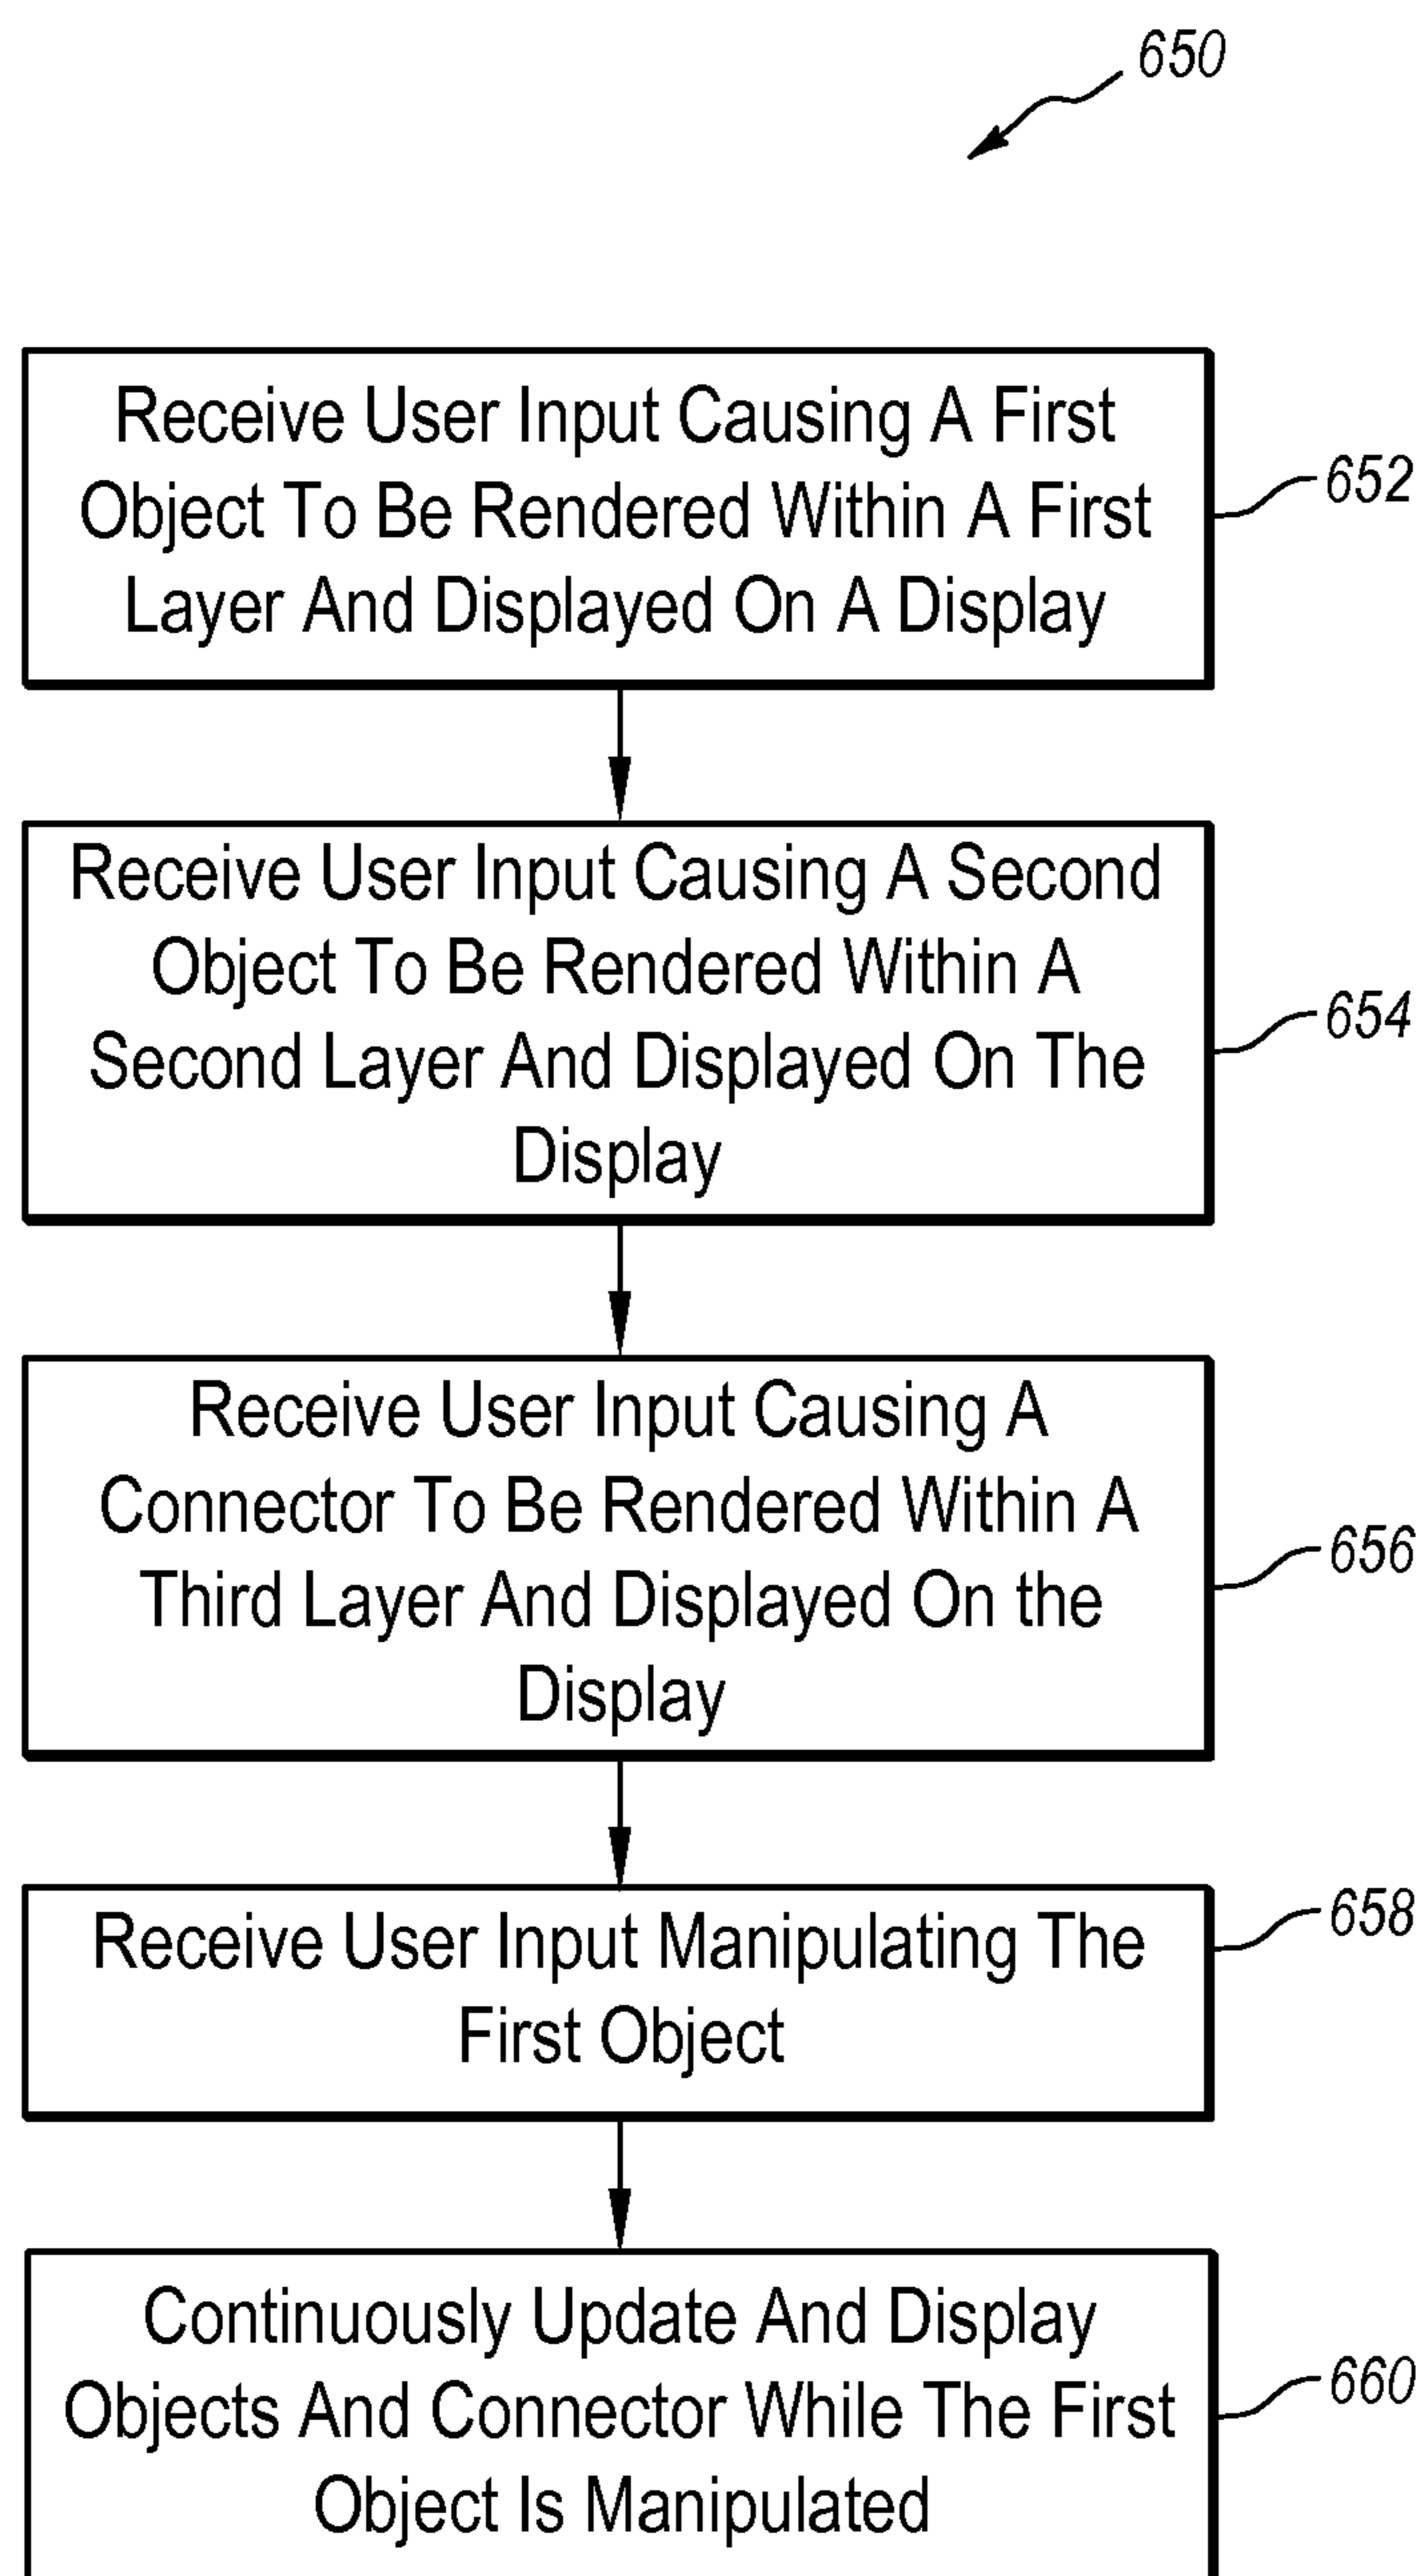 650
Receive User Input Causing A First
Object To Be Rendered Within A First
Layer And Displayed On A Display
652
Receive User Input Causing A Second
Object To Be Rendered Within A
Second Layer And Displayed On The
Display
654
Receive User Input Causing A
Connector To Be Rendered Within A
Third Layer And Displayed On the
Display
656
Receive User Input Manipulating The
First Object
658
Continuously Update And Display
Objects And Connector While The First
Object Is Manipulated
660